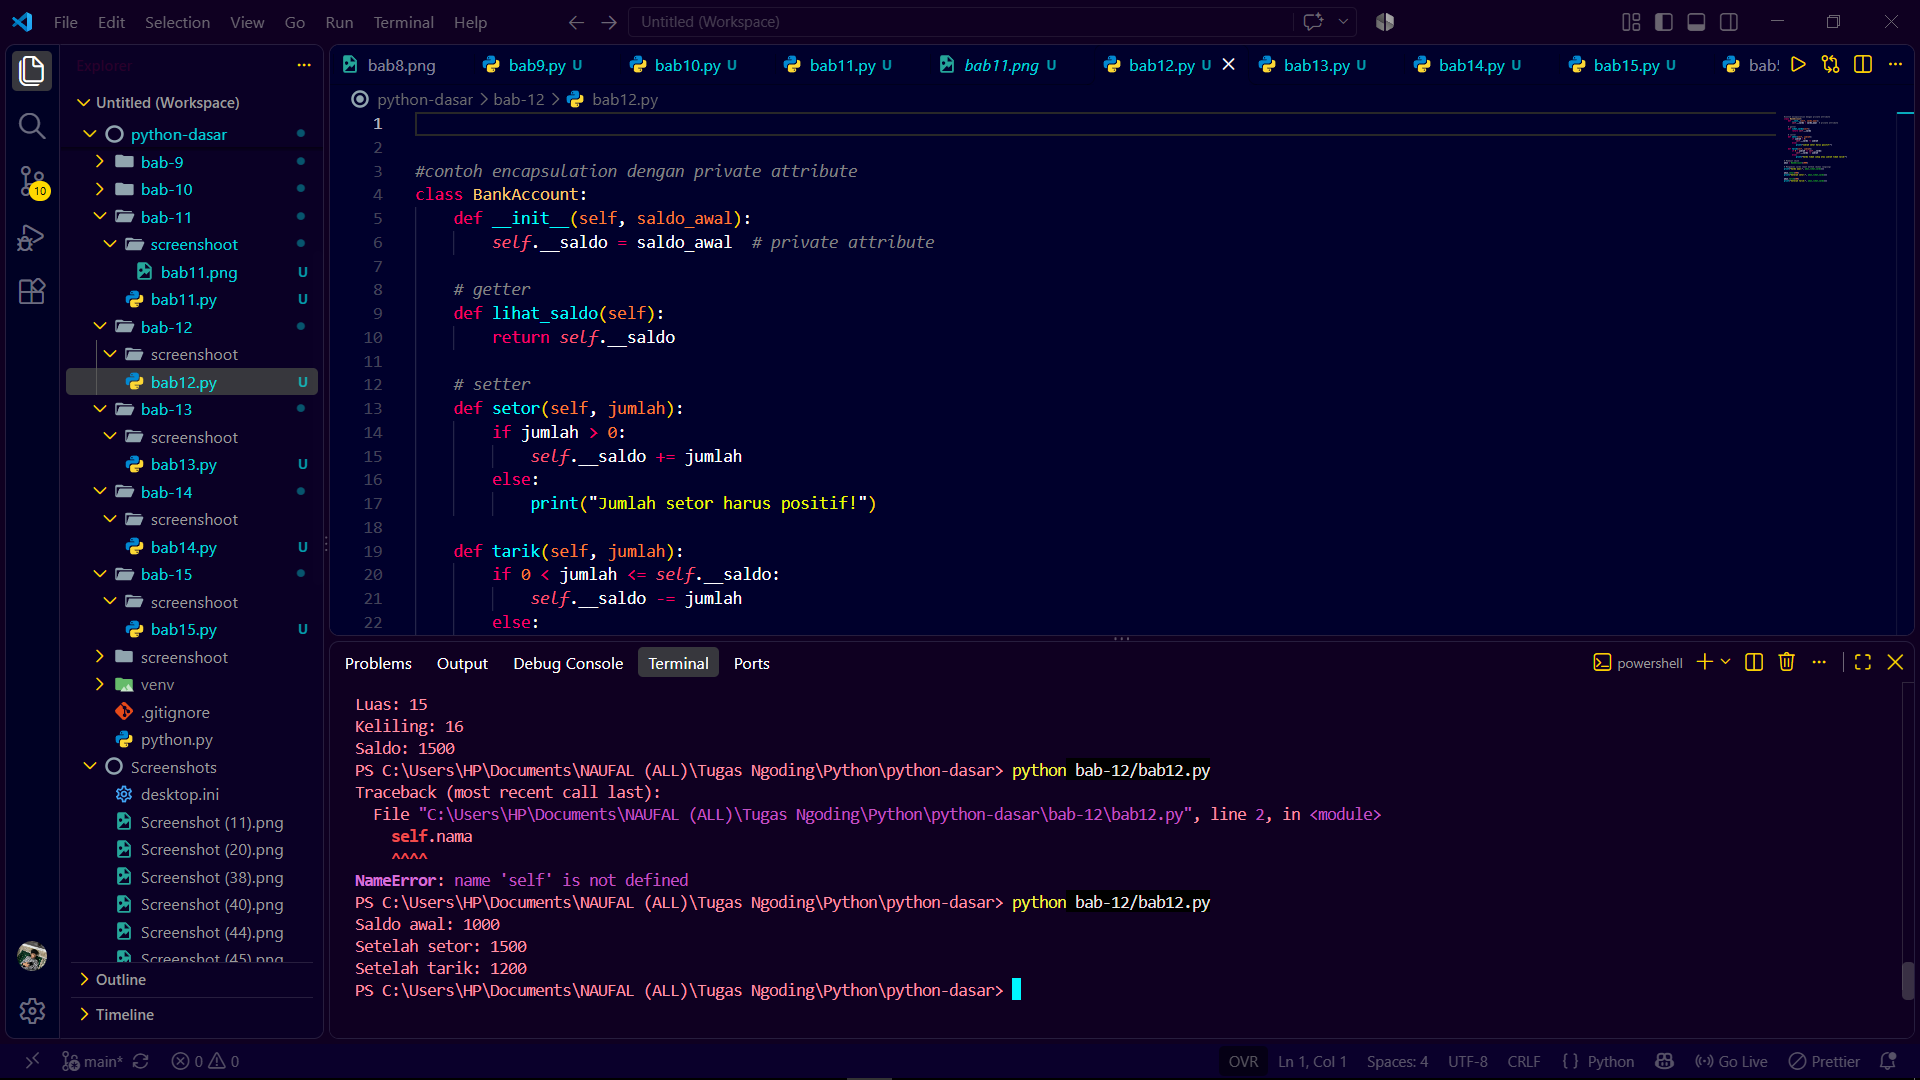 File Edit Selection View Go Run Terminal Help
Untitled (Workspace)
Explorer
Untitled (Workspace)
python-dasar
bab-9
bab-10
bab-11
screenshoot
bab11.png U
bab11.py U
bab-12
screenshoot
bab12.py U
bab-13
screenshoot
bab13.py U
bab-14
screenshoot
bab14.py U
bab-15
screenshoot
bab15.py U
screenshoot
venv
.gitignore
python.py
Screenshots
desktop.ini
Screenshot (11).png
Screenshot (20).png
Screenshot (38).png
Screenshot (40).png
Screenshot (44).png
Screenshot (45).png
Outline
Timeline
10
bab8.png bab9.py U bab10.py U bab11.py U bab11.png U bab12.py U bab13.py U bab14.py U bab15.py U
python-dasar > bab-12 > bab12.py
1
2
3 #contoh encapsulation dengan private attribute
4 class BankAccount:
5 def __init__(self, saldo_awal):
6 self.__saldo = saldo_awal # private attribute
7
8 # getter
9 def lihat_saldo(self):
10 return self.__saldo
11
12 # setter
13 def setor(self, jumlah):
14 if jumlah > 0:
15 self.__saldo += jumlah
16 else:
17 print("Jumlah setor harus positif!")
18
19 def tarik(self, jumlah):
20 if 0 < jumlah <= self.__saldo:
21 self.__saldo -= jumlah
22 else:
Problems Output Debug Console Terminal Ports
powershell
Luas: 15
Keliling: 16
Saldo: 1500
PS C:\Users\HP\Documents\NAUFAL (ALL)\Tugas Ngoding\Python\python-dasar> python bab-12/bab12.py
Traceback (most recent call last):
File "C:\Users\HP\Documents\NAUFAL (ALL)\Tugas Ngoding\Python\python-dasar\bab-12\bab12.py", line 2, in <module>
self.nama
^^^^
NameError: name 'self' is not defined
PS C:\Users\HP\Documents\NAUFAL (ALL)\Tugas Ngoding\Python\python-dasar> python bab-12/bab12.py
Saldo awal: 1000
Setelah setor: 1500
Setelah tarik: 1200
PS C:\Users\HP\Documents\NAUFAL (ALL)\Tugas Ngoding\Python\python-dasar>
main* 0 0 OVR Ln 1, Col 1 Spaces: 4 UTF-8 CRLF { } Python Go Live Prettier